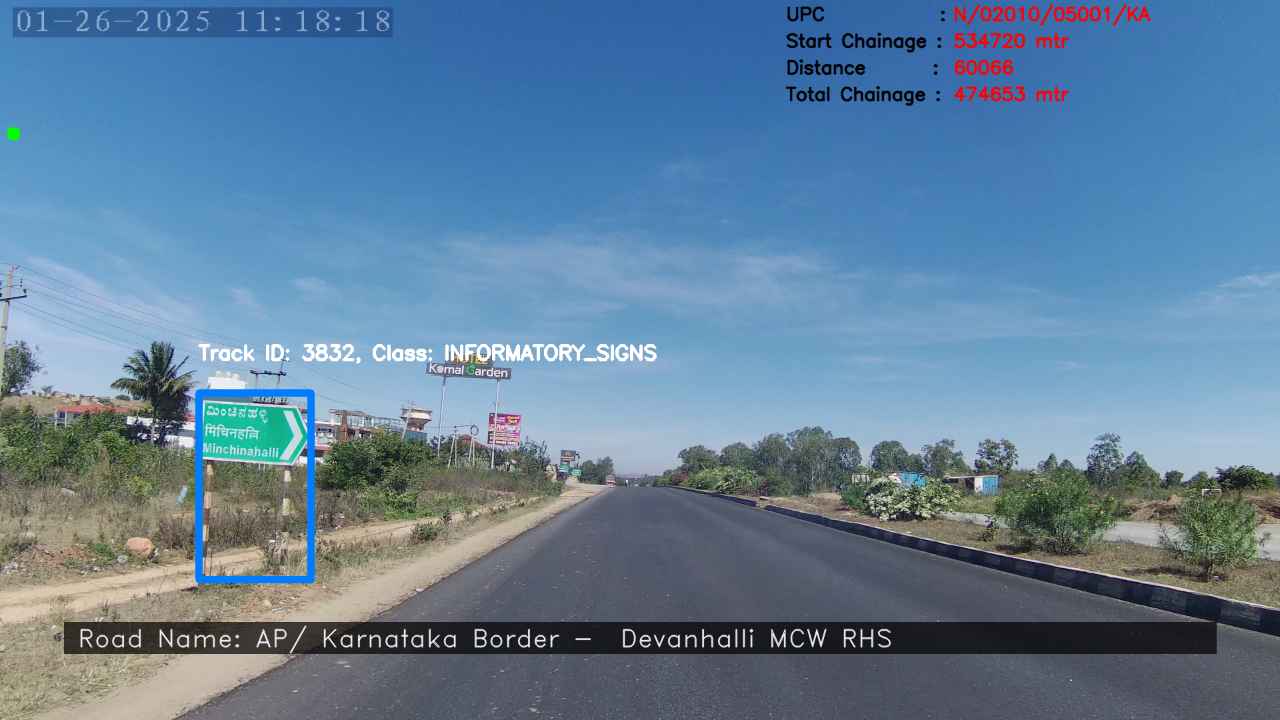 01-26-2025 11:18:18
UPC : N/02010/05001/KA
Start Chainage : 534720 mtr
Distance : 60066
Total Chainage : 474653 mtr
Track ID: 3832, Class: INFORMATORY_SIGNS
HOTEL
Komal Garden
ಮಿಂಚಿನಹಳ್ಳಿ
मिंचिनहलि
Minchinahalli
Road Name: AP/ Karnataka Border - Devanhalli MCW RHS